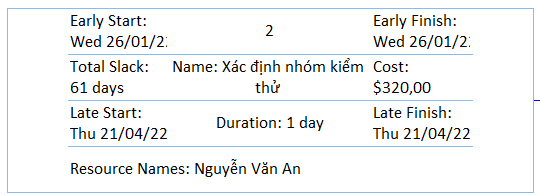 Early Start:
Wed 26/01/22
2
Early Finish:
Wed 26/01/22
Total Slack:
61 days
Name: Xác định nhóm kiểm
thử
Cost:
$320,00
Late Start:
Thu 21/04/22
Duration: 1 day
Late Finish:
Thu 21/04/22
Resource Names: Nguyễn Văn An